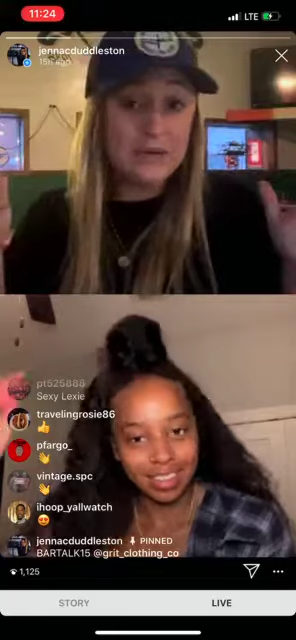 11:24
LTE
jennacduddleston
15h ago
pt525888
Sexy Lexie
travelingrosie86
pfargo_
vintage.spc
ihoop_yallwatch
jennacduddleston PINNED
BARTALK15 @grit_clothing_co
1,125
STORY LIVE